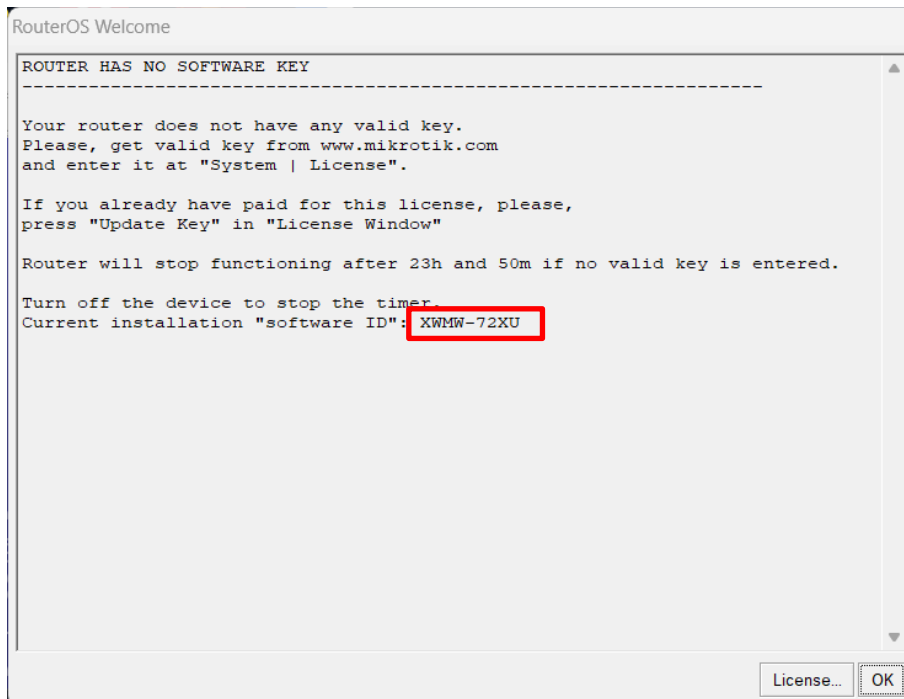 RouterOS Welcome
ROUTER HAS NO SOFTWARE KEY
-------------------------------------------------------------------
Your router does not have any valid key.
Please, get valid key from www.mikrotik.com
and enter it at "System | License".
If you already have paid for this license, please,
press "Update Key" in "License Window"
Router will stop functioning after 23h and 50m if no valid key is entered.
Turn off the device to stop the timer.
Current installation "software ID": XWMW-72XU
License...
OK